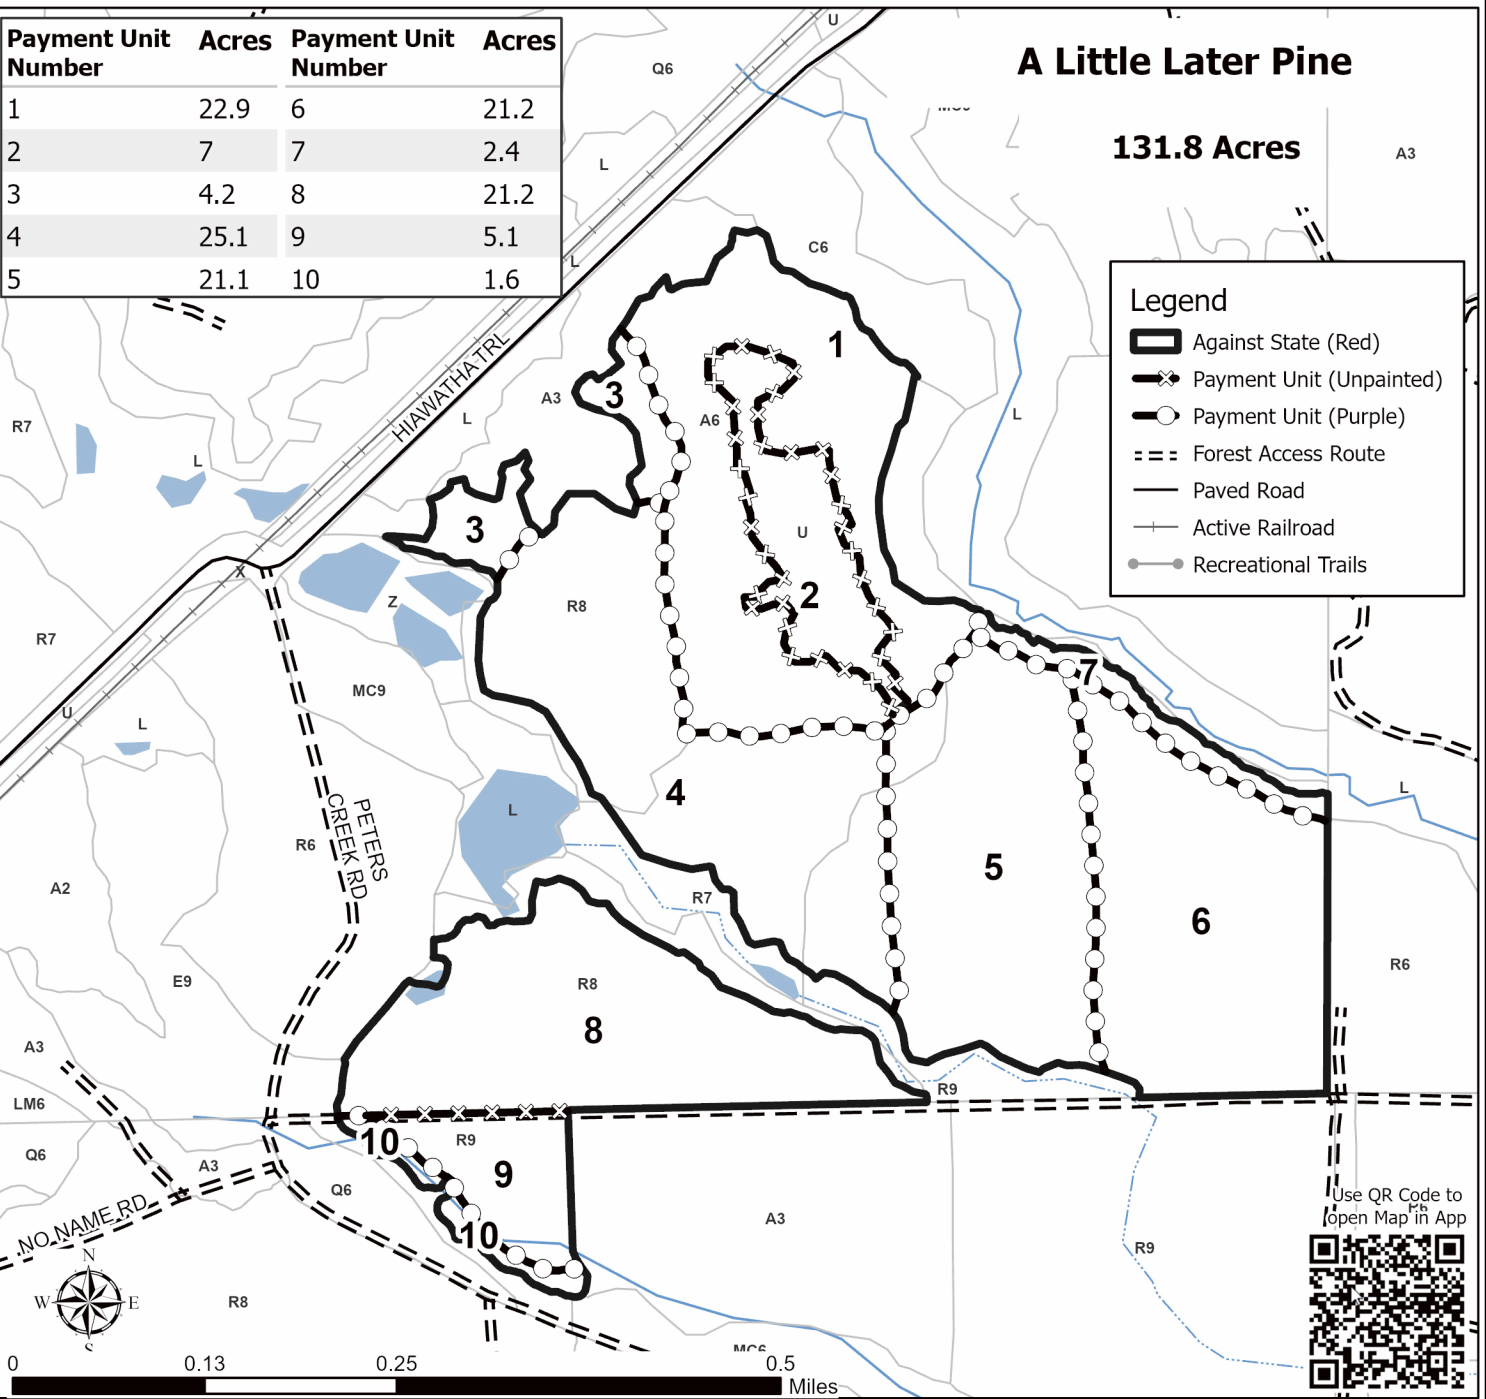 Payment Unit Number Acres Payment Unit Number Acres
1 22.9 6 21.2
2 7 7 2.4
3 4.2 8 21.2
4 25.1 9 5.1
5 21.1 10 1.6
A Little Later Pine
131.8 Acres
Legend
Against State (Red)
Payment Unit (Unpainted)
Payment Unit (Purple)
Forest Access Route
Paved Road
Active Railroad
Recreational Trails
U
Q6
A3
L
C6
L
1
HIAWATHA TRL
A3
3
A6
L
L
R7
L
3
U
X
Z
R8
2
R7
MC9
7
U
L
4
L
L
PETERS
CREEK RD
R6
5
A2
R7
6
E9
R8
R6
8
A3
R9
LM6
10
R9
Q6
A3
9
Q6
NO NAME RD
10
A3
R9
R8
N
W E
S
Use QR Code to
open Map in App
MC6
0 0.13 0.25 0.5
Miles